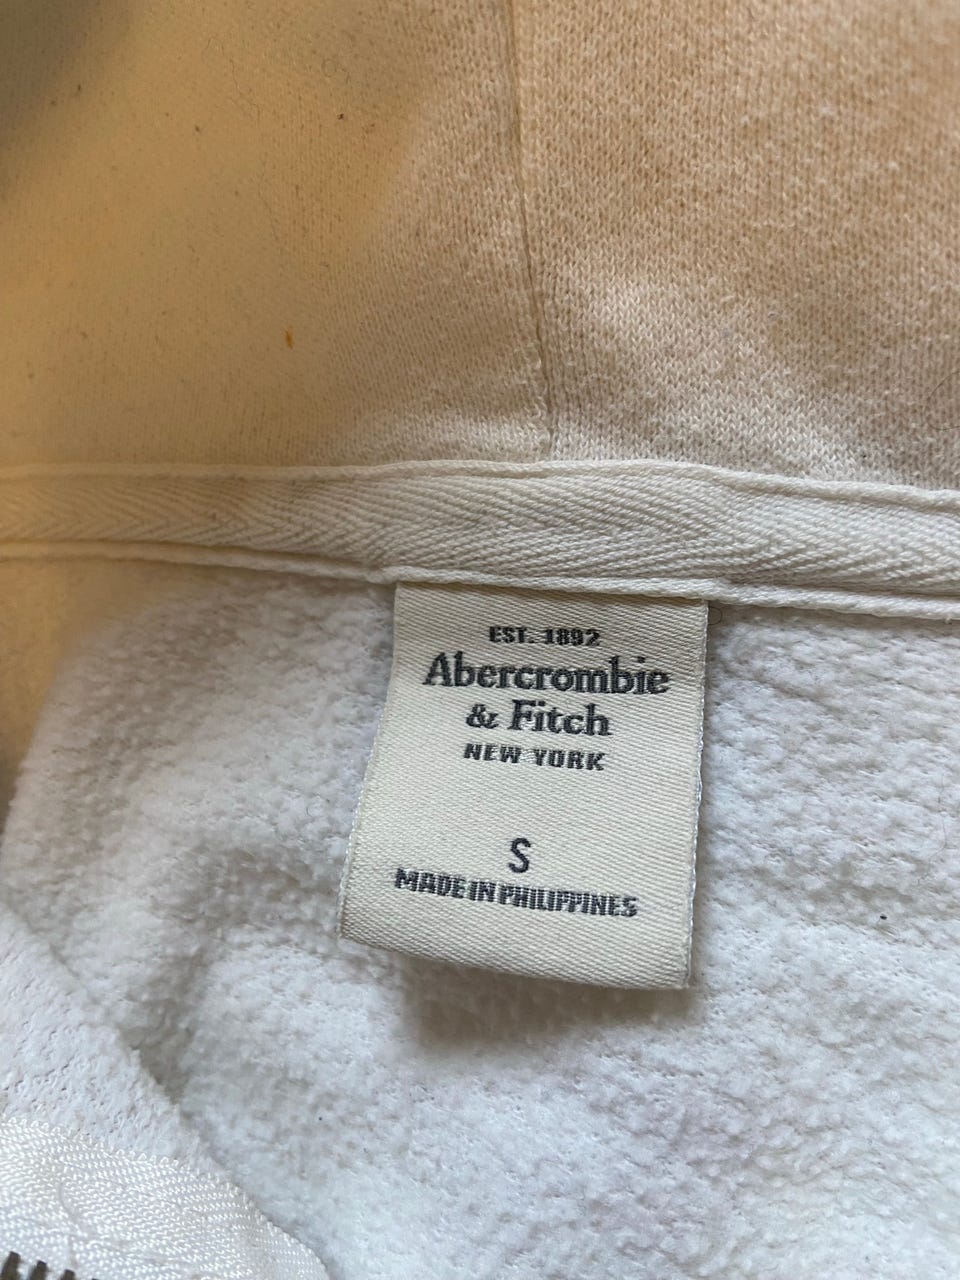 EST. 1892
Abercrombie
& Fitch
NEW YORK
S
MADE IN PHILIPPINES